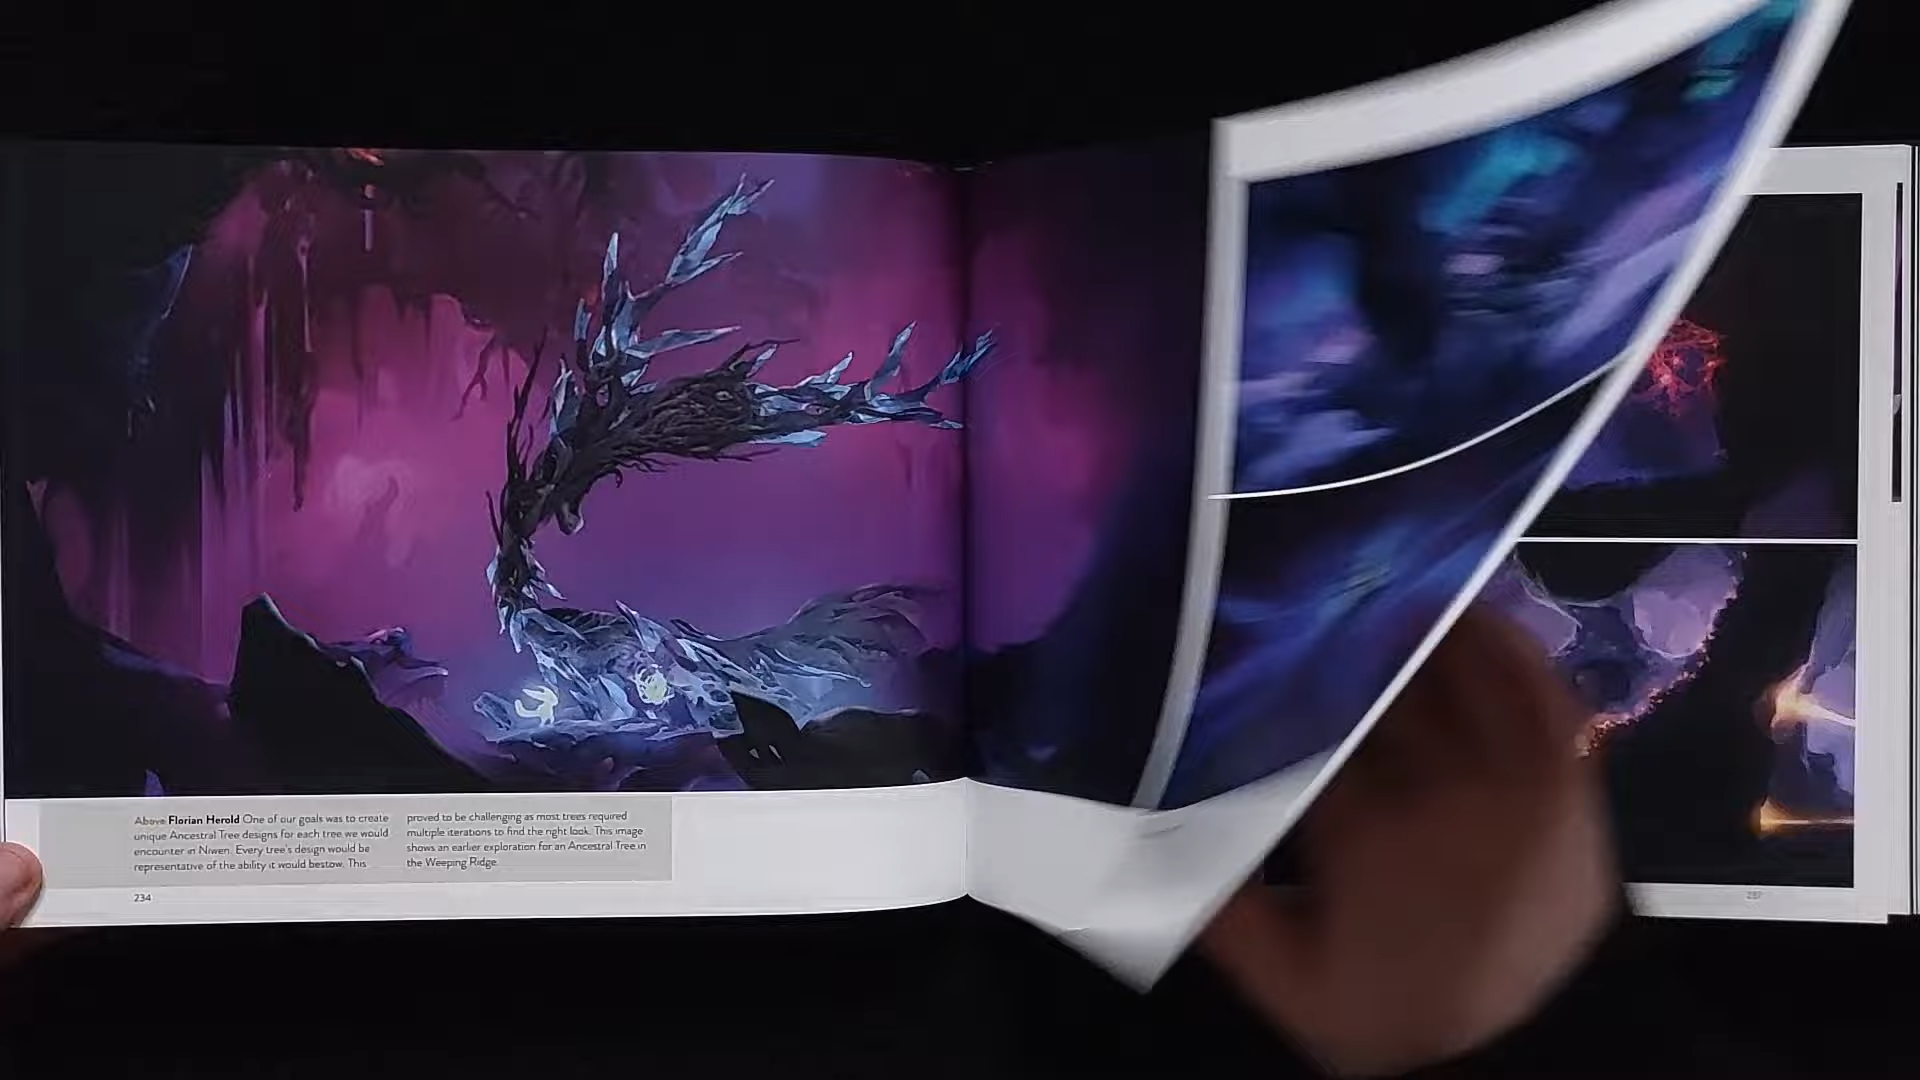 Above Florian Herold One of our goals was to create
unique Ancestral Tree designs for each tree we would
encounter in Niwen. Every tree's design would be
representative of the ability it would bestow. This
proved to be challenging as most trees required
multiple iterations to find the right look. This image
shows an earlier exploration for an Ancestral Tree in
the Weeping Ridge.
234
237